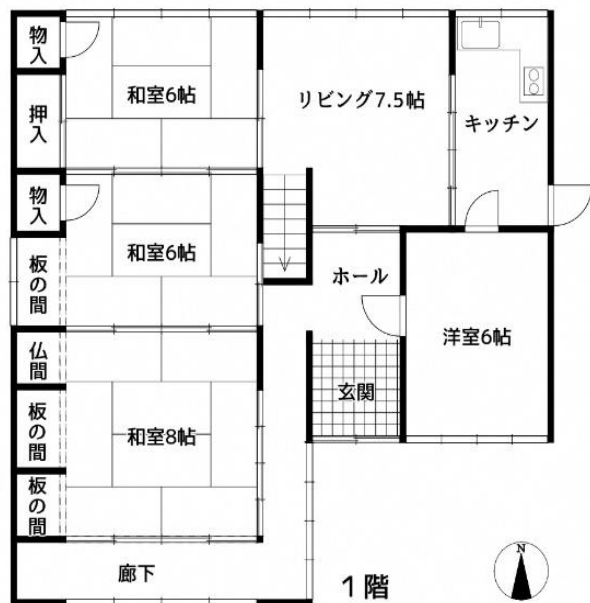 物入
和室6帖
リビング7.5帖
キッチン
押入
物入
和室6帖
板の間
ホール
洋室6帖
仏間
玄関
板の間
和室8帖
板の間
廊下
1階
N